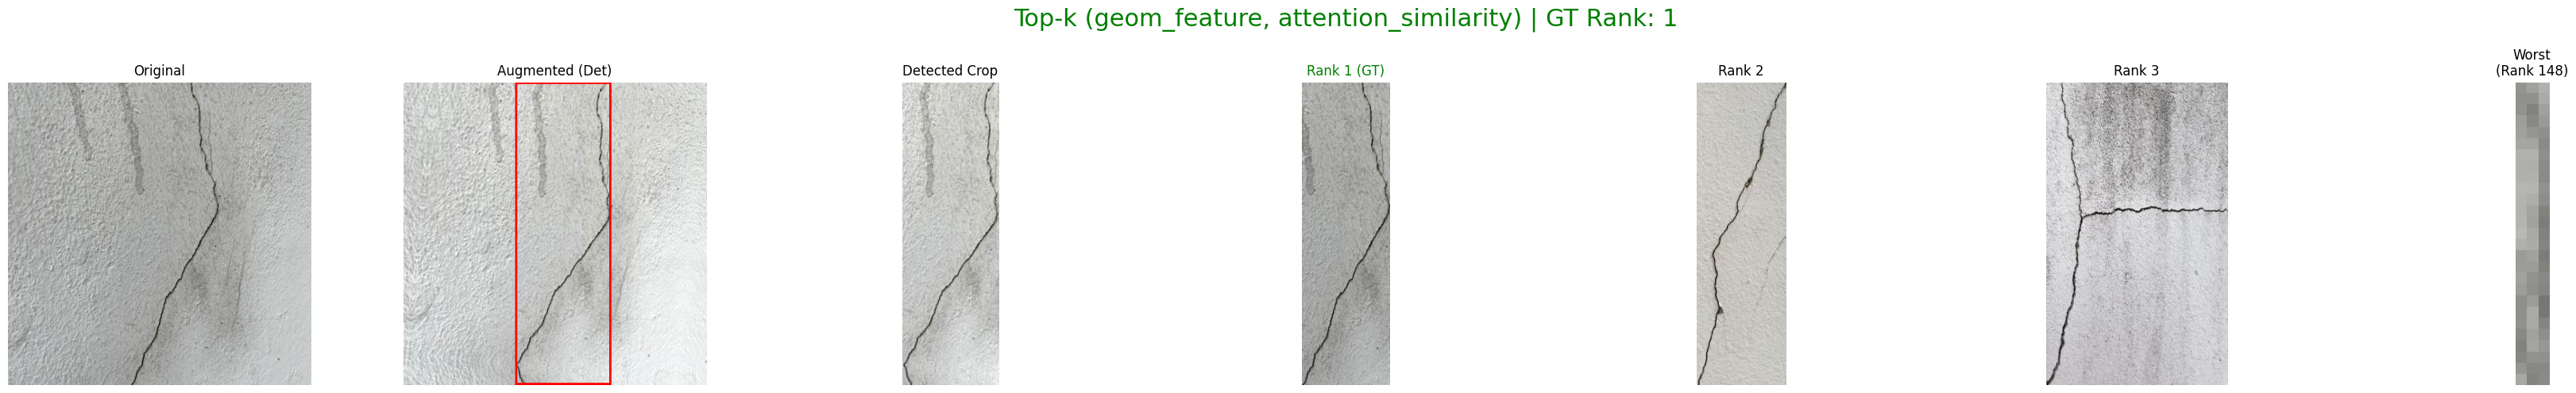 Top-k (geom_feature, attention_similarity) | GT Rank: 1
Original
Augmented (Det)
Detected Crop
Rank 1 (GT)
Rank 2
Rank 3
Worst
(Rank 148)